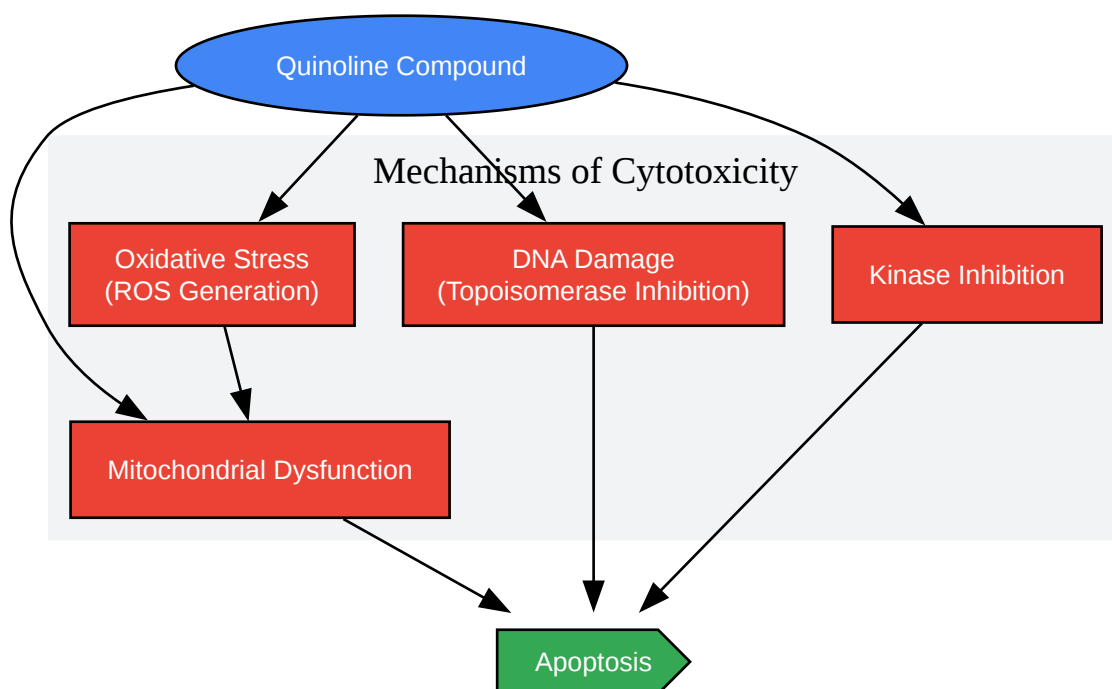 Quinoline Compound
Mechanisms of Cytotoxicity
Oxidative Stress
(ROS Generation)
DNA Damage
(Topoisomerase Inhibition)
Kinase Inhibition
Mitochondrial Dysfunction
Apoptosis